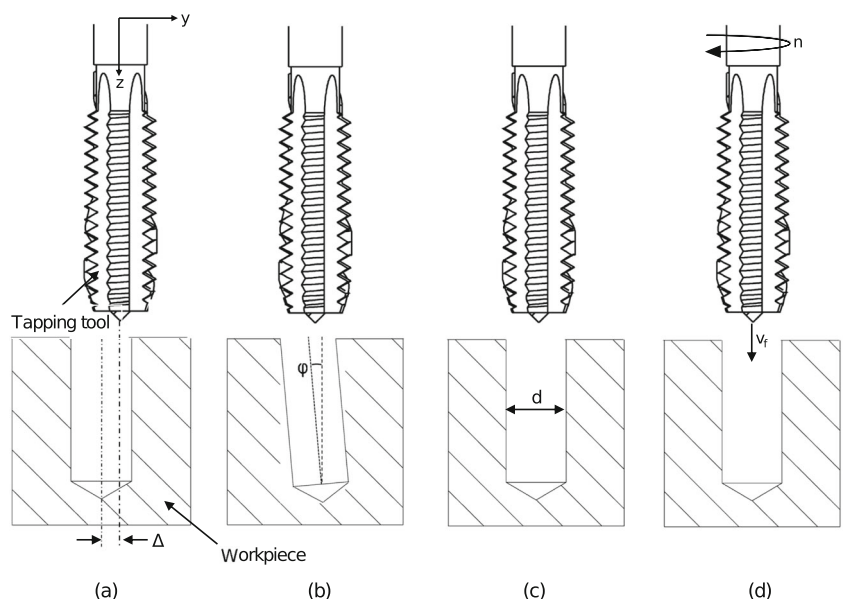 y
z
n
Tapping tool
v_f
φ
d
Δ
Workpiece
(a)
(b)
(c)
(d)